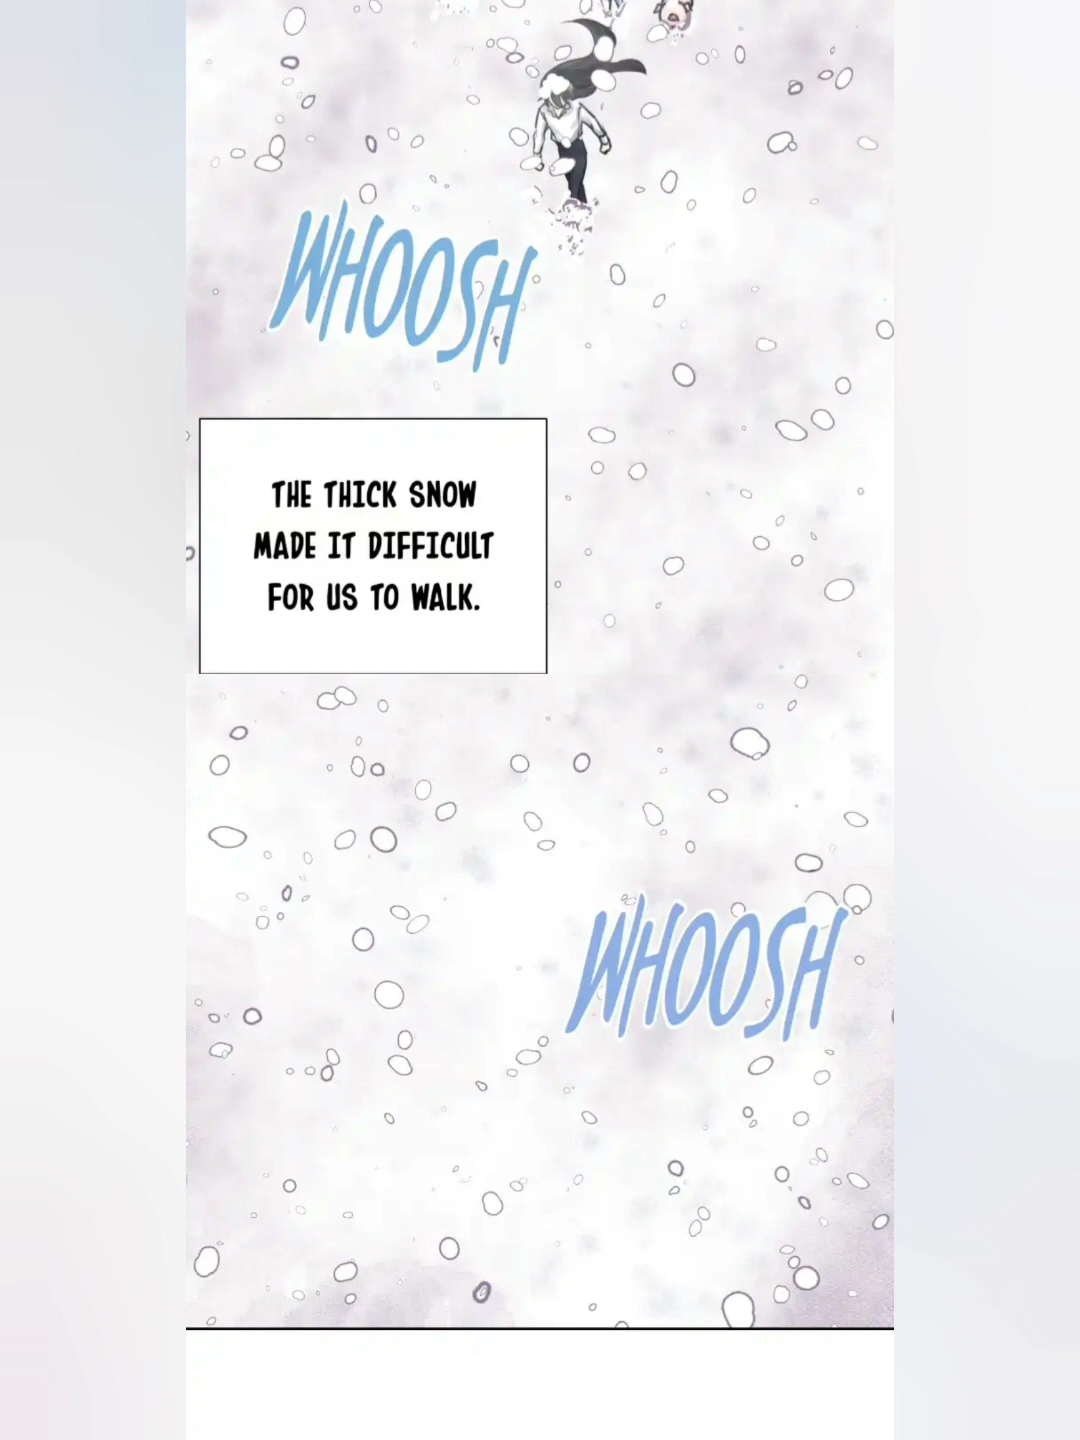 WHOOSH
THE THICK SNOW
MADE IT DIFFICULT
FOR US TO WALK.
WHOOSH